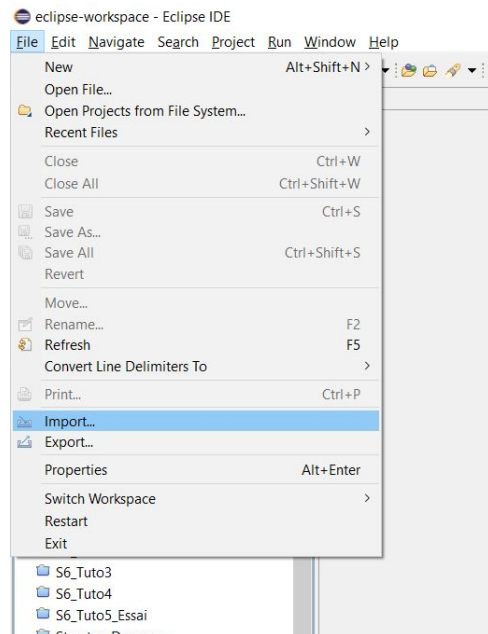 eclipse-workspace - Eclipse IDE
File Edit Navigate Search Project Run Window Help
New Alt+Shift+N >
Open File...
Open Projects from File System...
Recent Files >
Close Ctrl+W
Close All Ctrl+Shift+W
Save Ctrl+S
Save As...
Save All Ctrl+Shift+S
Revert
Move...
Rename... F2
Refresh F5
Convert Line Delimiters To >
Print... Ctrl+P
Import...
Export...
Properties Alt+Enter
Switch Workspace >
Restart
Exit
S6_Tuto3
S6_Tuto4
S6_Tuto5_Essai